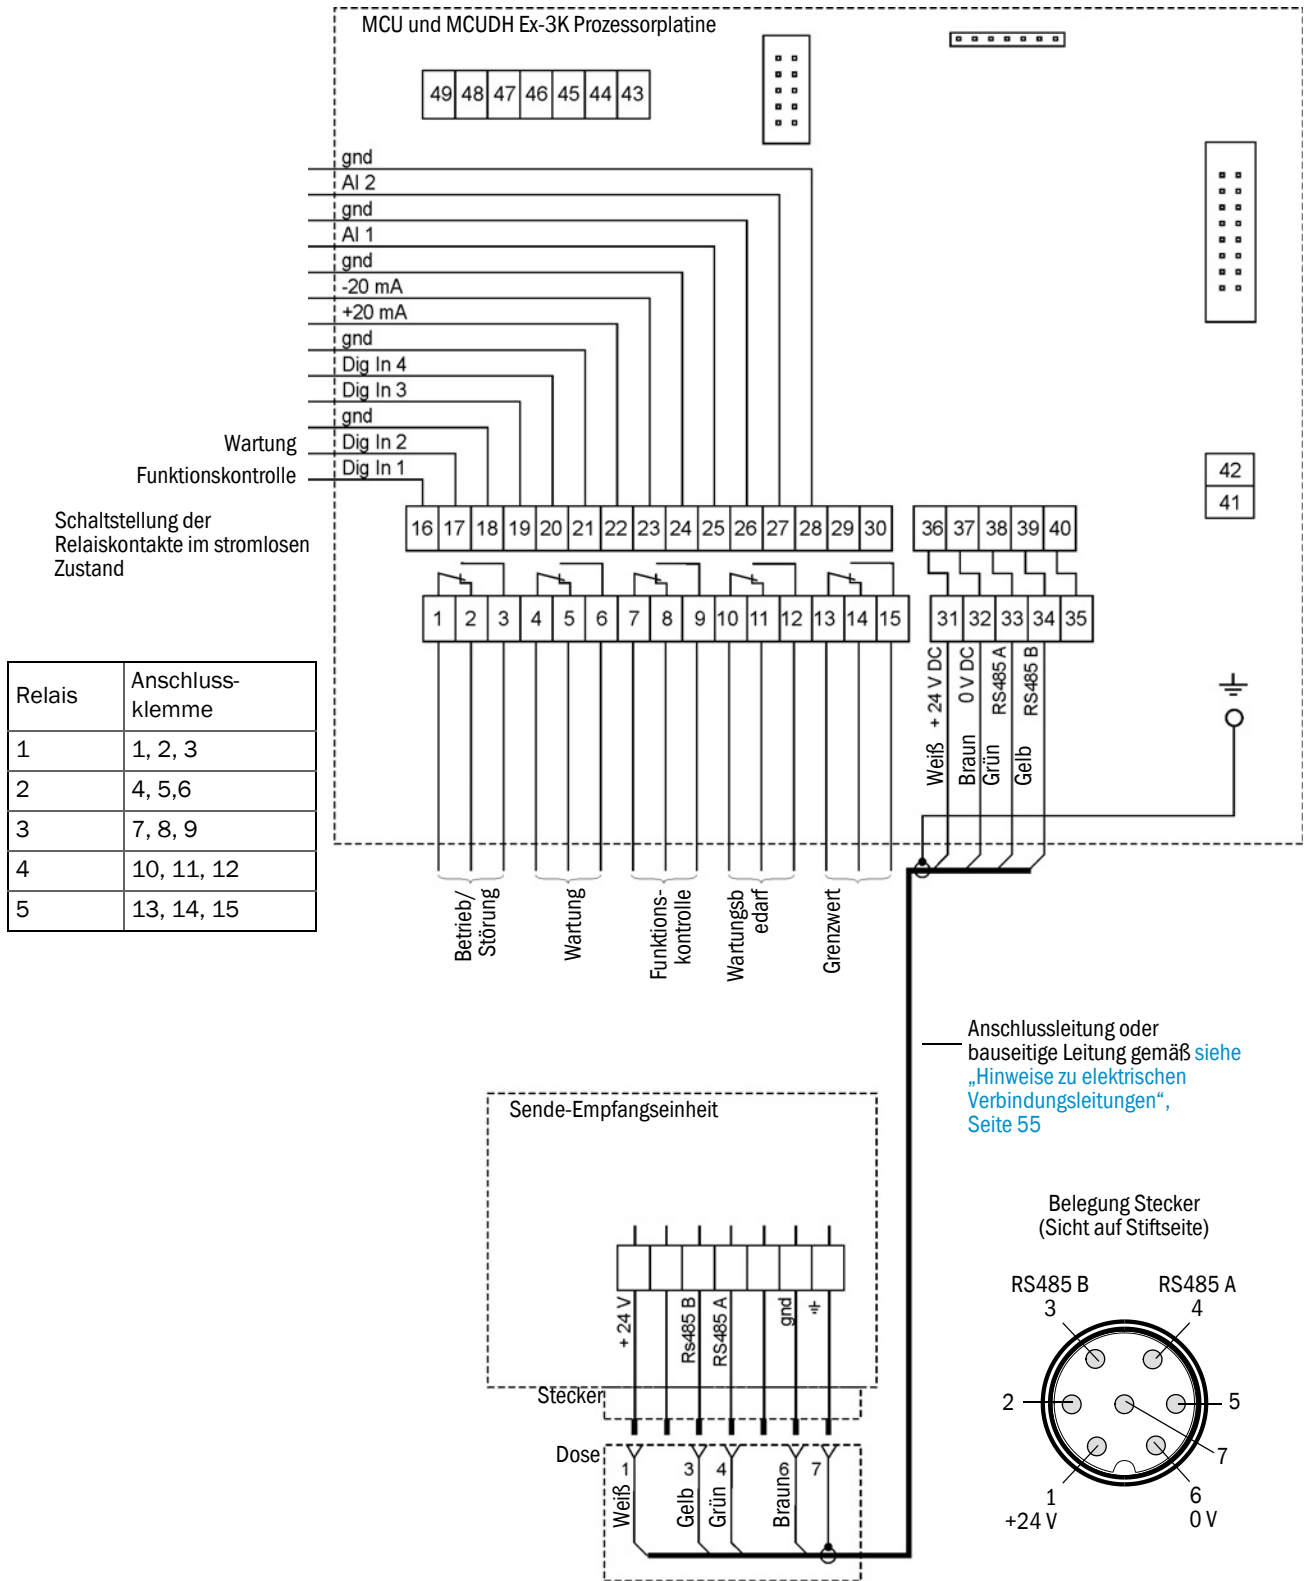 MCU und MCUDH Ex-3K Prozessorplatine
49 48 47 46 45 44 43
gnd
AI 2
gnd
AI 1
gnd
-20 mA
+20 mA
gnd
Dig In 4
Dig In 3
gnd
Wartung Dig In 2
Funktionskontrolle Dig In 1
42
41
Schaltstellung der
Relaiskontakte im stromlosen
Zustand
16 17 18 19 20 21 22 23 24 25 26 27 28 29 30
36 37 38 39 40
1 2 3 4 5 6 7 8 9 10 11 12 13 14 15
31 32 33 34 35
Weiß + 24 V DC
Braun 0 V DC
Grün RS485 A
Gelb RS485 B
Relais Anschluss-
klemme
1 1, 2, 3
2 4, 5,6
3 7, 8, 9
4 10, 11, 12
5 13, 14, 15
Betrieb/
Störung
Wartung
Funktions-
kontrolle
Wartungsb
edarf
Grenzwert
Anschlussleitung oder
bauseitige Leitung gemäß siehe
„Hinweise zu elektrischen
Verbindungsleitungen“,
Seite 55
Sende-Empfangseinheit
+ 24 V
Rs485 B
RS485 A
gnd
Stecker
Dose
1 3 4 6 7
Weiß
Gelb
Grün
Braun
Belegung Stecker
(Sicht auf Stiftseite)
RS485 B RS485 A
3 4
2 5
7
1 6
+24 V 0 V